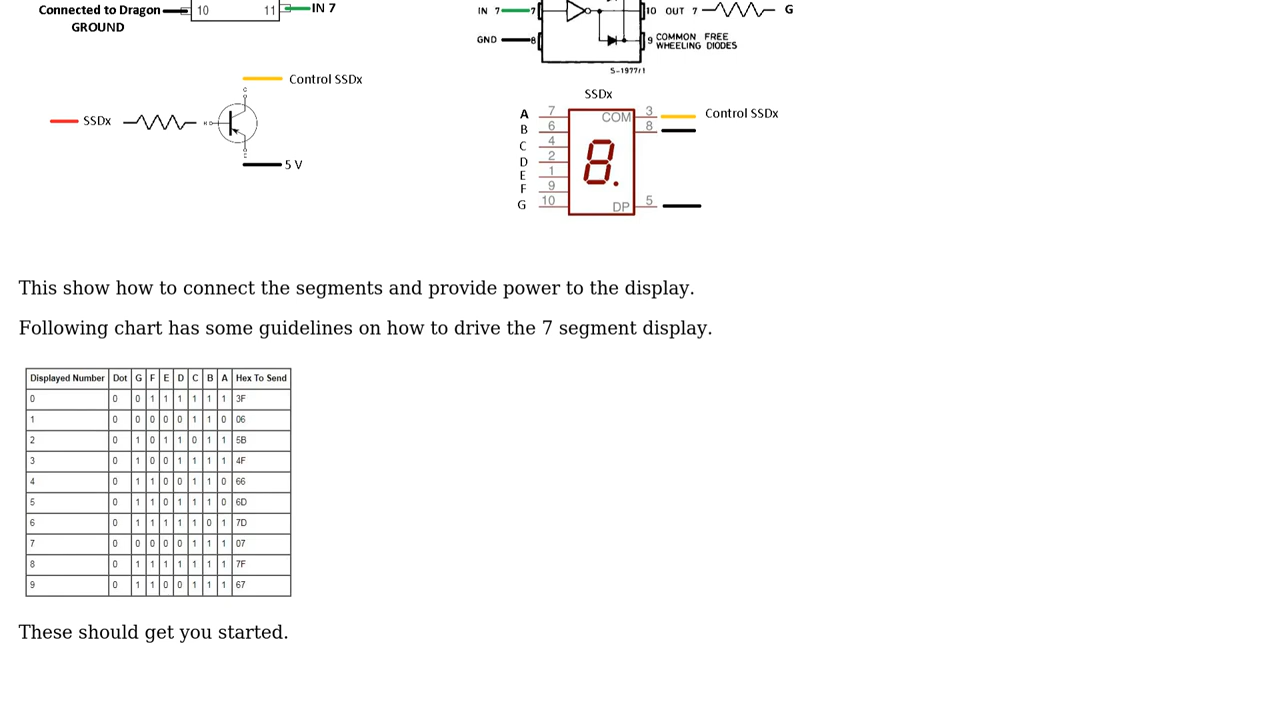 Connected to Dragon 10 11 IN 7
GROUND
IN 7 7 10 OUT 7 G
GND 8 9 COMMON FREE
WHEELING DIODES
S-1977/1
Control SSDx
C
SSDx
E
5 V
SSDx
A 7 COM 3 Control SSDx
B 6 8
C 4
D 2
E 1
F 9
G 10 DP 5
This show how to connect the segments and provide power to the display.
Following chart has some guidelines on how to drive the 7 segment display.
Displayed Number Dot G F E D C B A Hex To Send
0 0 0 1 1 1 1 1 1 3F
1 0 0 0 0 0 1 1 0 06
2 0 1 0 1 1 0 1 1 5B
3 0 1 0 0 1 1 1 1 4F
4 0 1 1 0 0 1 1 0 66
5 0 1 1 0 1 1 1 0 6D
6 0 1 1 1 1 1 0 1 7D
7 0 0 0 0 0 1 1 1 07
8 0 1 1 1 1 1 1 1 7F
9 0 1 1 0 0 1 1 1 67
These should get you started.